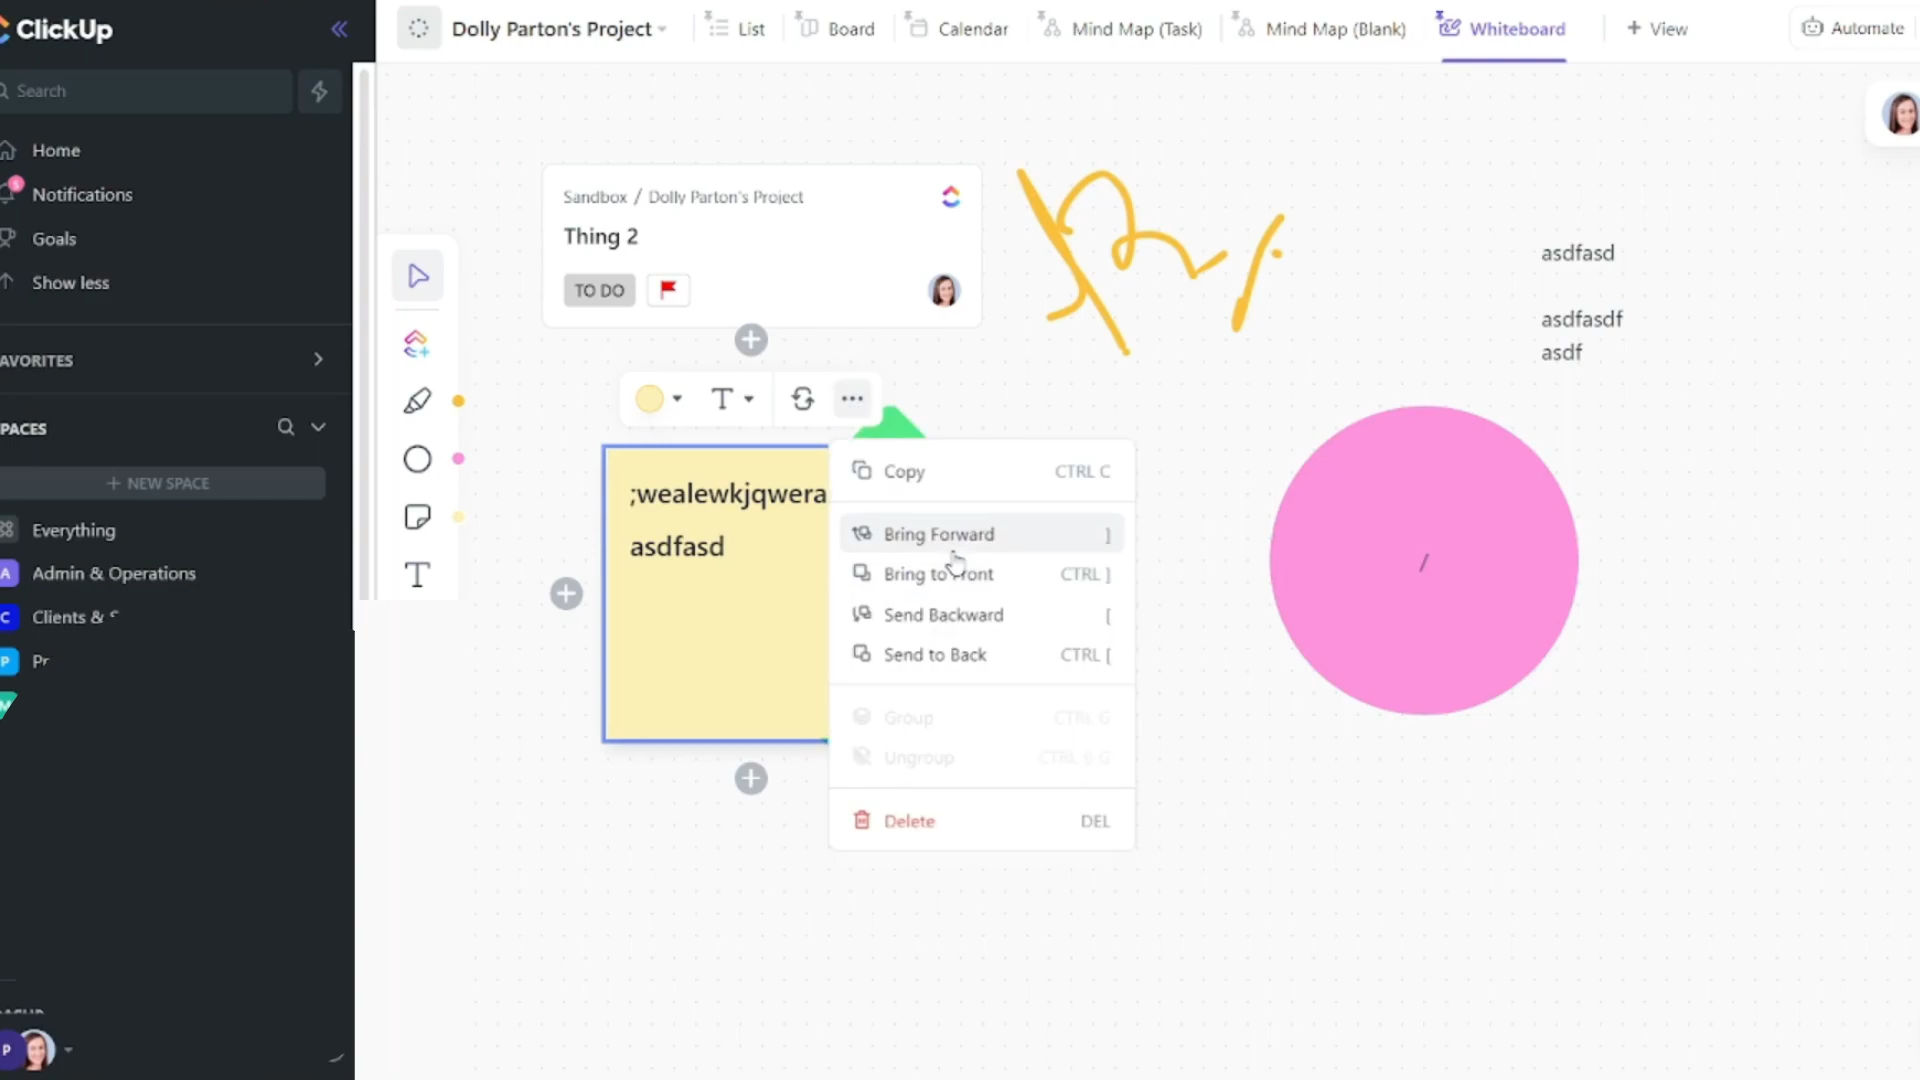 ClickUp
Dolly Parton's Project
List
Board
Calendar
Mind Map (Task)
Mind Map (Blank)
Whiteboard
+ View
Automate
Search
Home
Notifications
Goals
Show less
AVORITES
PACES
+ NEW SPACE
Everything
A Admin & Operations
C Clients &
P Pr
P
Sandbox / Dolly Parton's Project
Thing 2
TO DO
T
T
;wealewkjqwera
asdfasd
Copy CTRL C
Bring Forward ]
Bring to Front CTRL ]
Send Backward [
Send to Back CTRL [
Group CTRL G
Ungroup CTRL ⇧ G
Delete DEL
asdfasd
asdfasdf
asdf
/